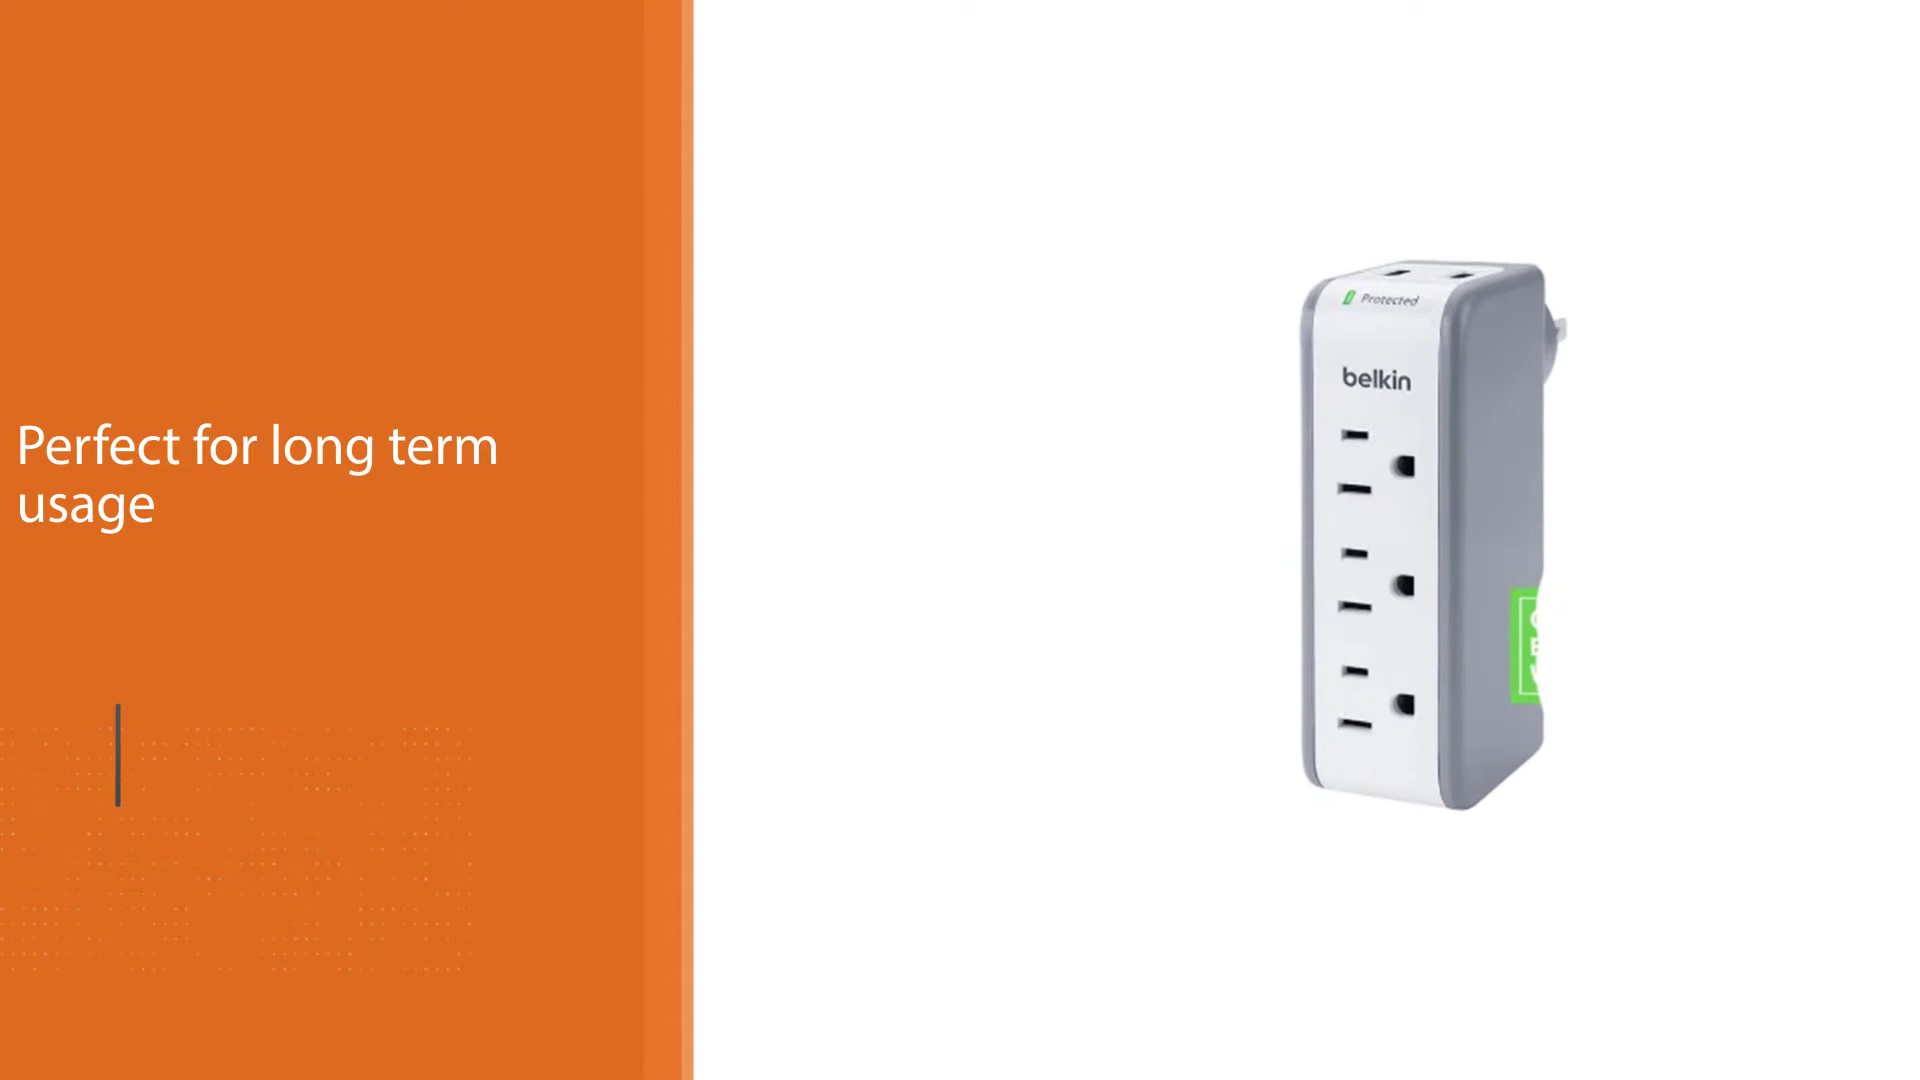 Perfect for long term
usage
Protected
belkin